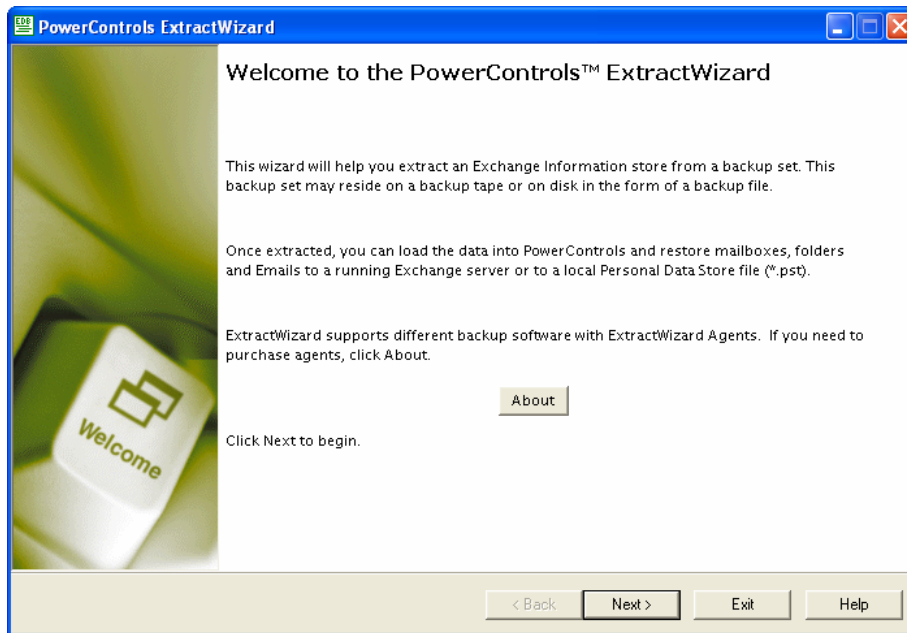 EDB PowerControls ExtractWizard
Welcome to the PowerControls™ ExtractWizard
This wizard will help you extract an Exchange Information store from a backup set. This
backup set may reside on a backup tape or on disk in the form of a backup file.
Once extracted, you can load the data into PowerControls and restore mailboxes, folders
and Emails to a running Exchange server or to a local Personal Data Store file (*.pst).
ExtractWizard supports different backup software with ExtractWizard Agents.  If you need to
purchase agents, click About.
About
Click Next to begin.
Welcome
< Back Next > Exit Help